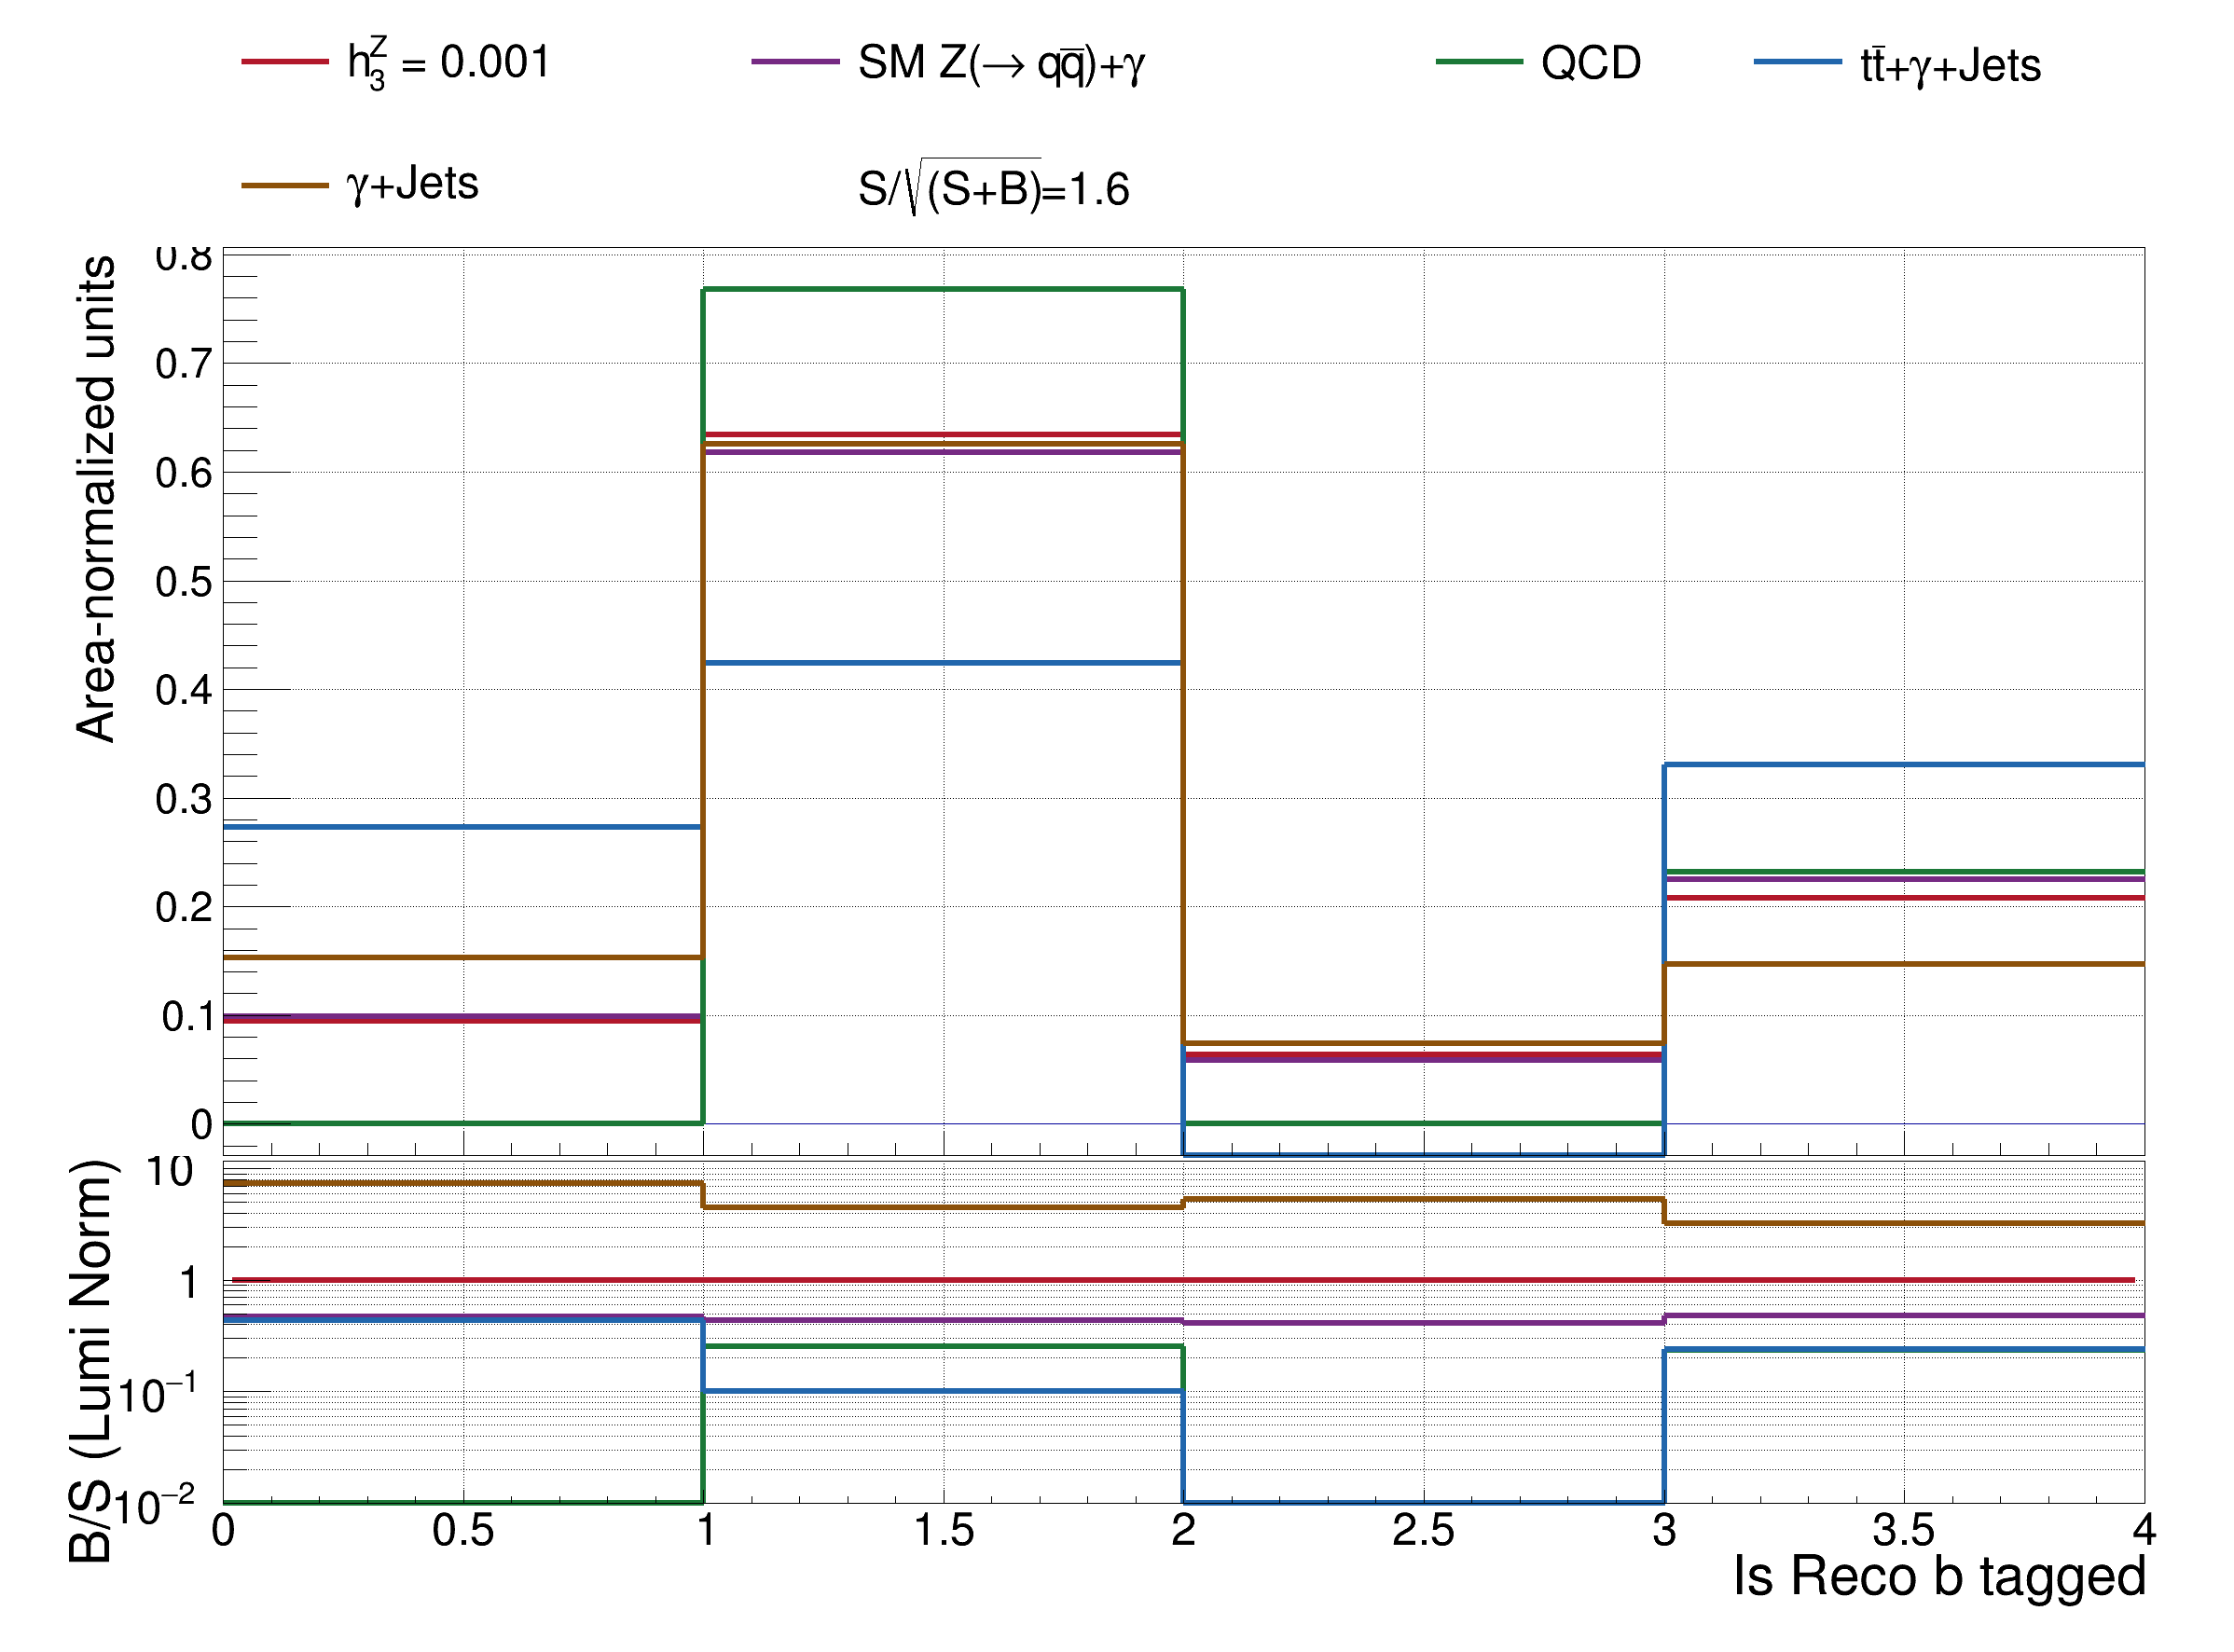 h₃ᶻ = 0.001 SM Z(→ qq̅)+γ QCD tt̅+γ+Jets
γ+Jets S/√(S+B)=1.6
Area-normalized units
0.8
0.7
0.6
0.5
0.4
0.3
0.2
0.1
0
B/S (Lumi Norm)
10
1
10⁻¹
10⁻²
0 0.5 1 1.5 2 2.5 3 3.5 4
Is Reco b tagged